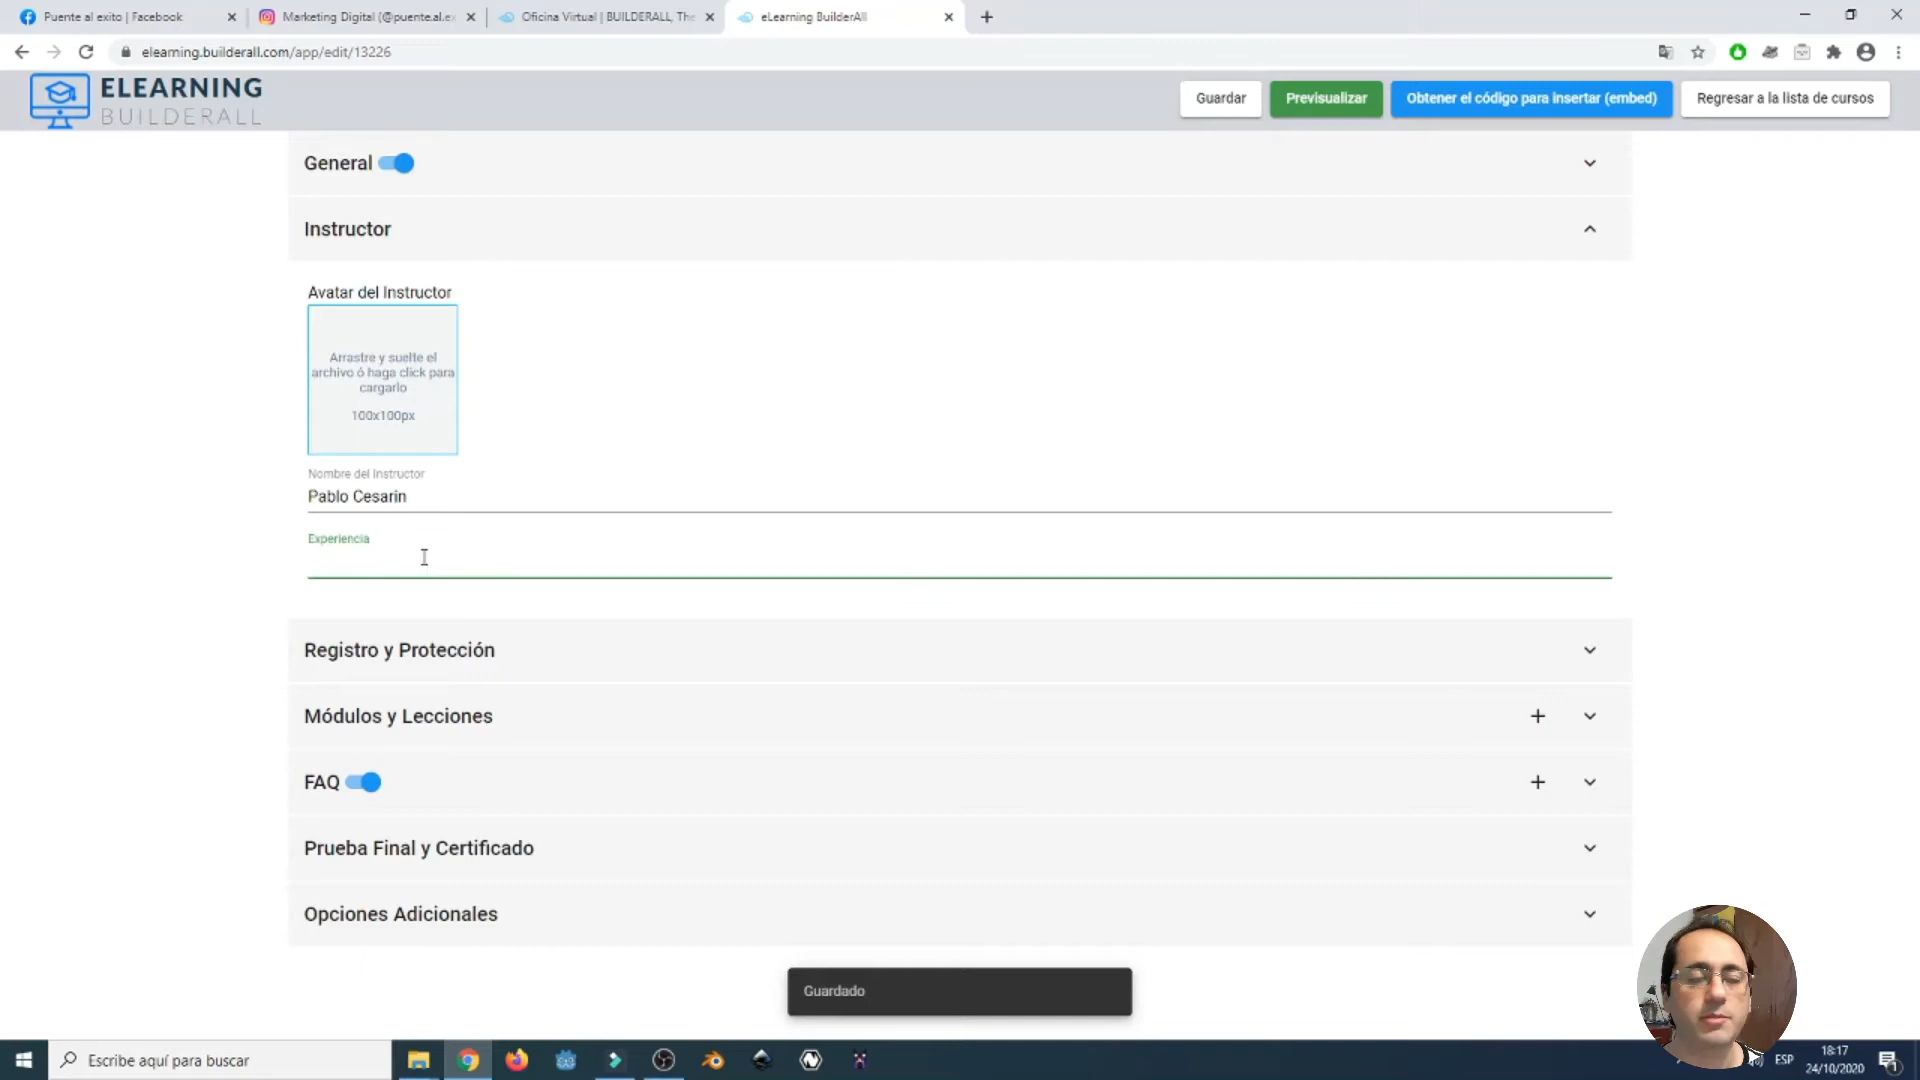 Puente al exito | Facebook
Marketing Digital (@puente.al.ex
Oficina Virtual | BUILDERALL, The
eLearning BuilderAll
elearning.builderall.com/app/edit/13226
ELEARNING
BUILDERALL
Guardar
Previsualizar
Obtener el código para insertar (embed)
Regresar a la lista de cursos
General
Instructor
Avatar del Instructor
Arrastre y suelte el
archivo ó haga click para
cargarlo
100x100px
Nombre del Instructor
Pablo Cesarin
Experiencia
Registro y Protección
Módulos y Lecciones
FAQ
Prueba Final y Certificado
Opciones Adicionales
Guardado
Escribe aquí para buscar
ESP
18:17
24/10/2020
1